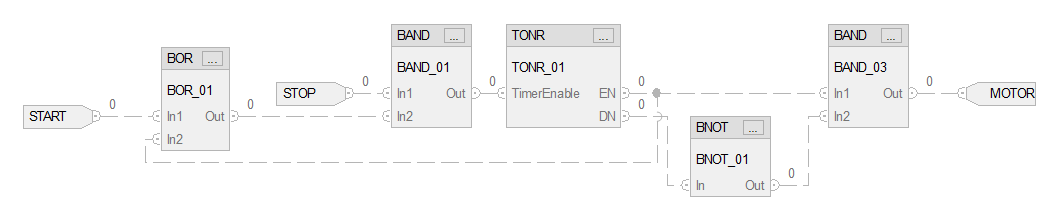 BOR ...
BOR_01
In1 Out
In2
START
0
0
STOP
0
BAND ...
BAND_01
In1 Out
In2
0
TONR ...
TONR_01
TimerEnable EN
DN
0
0
BNOT ...
BNOT_01
In Out
0
BAND ...
BAND_03
In1 Out
In2
0
MOTOR